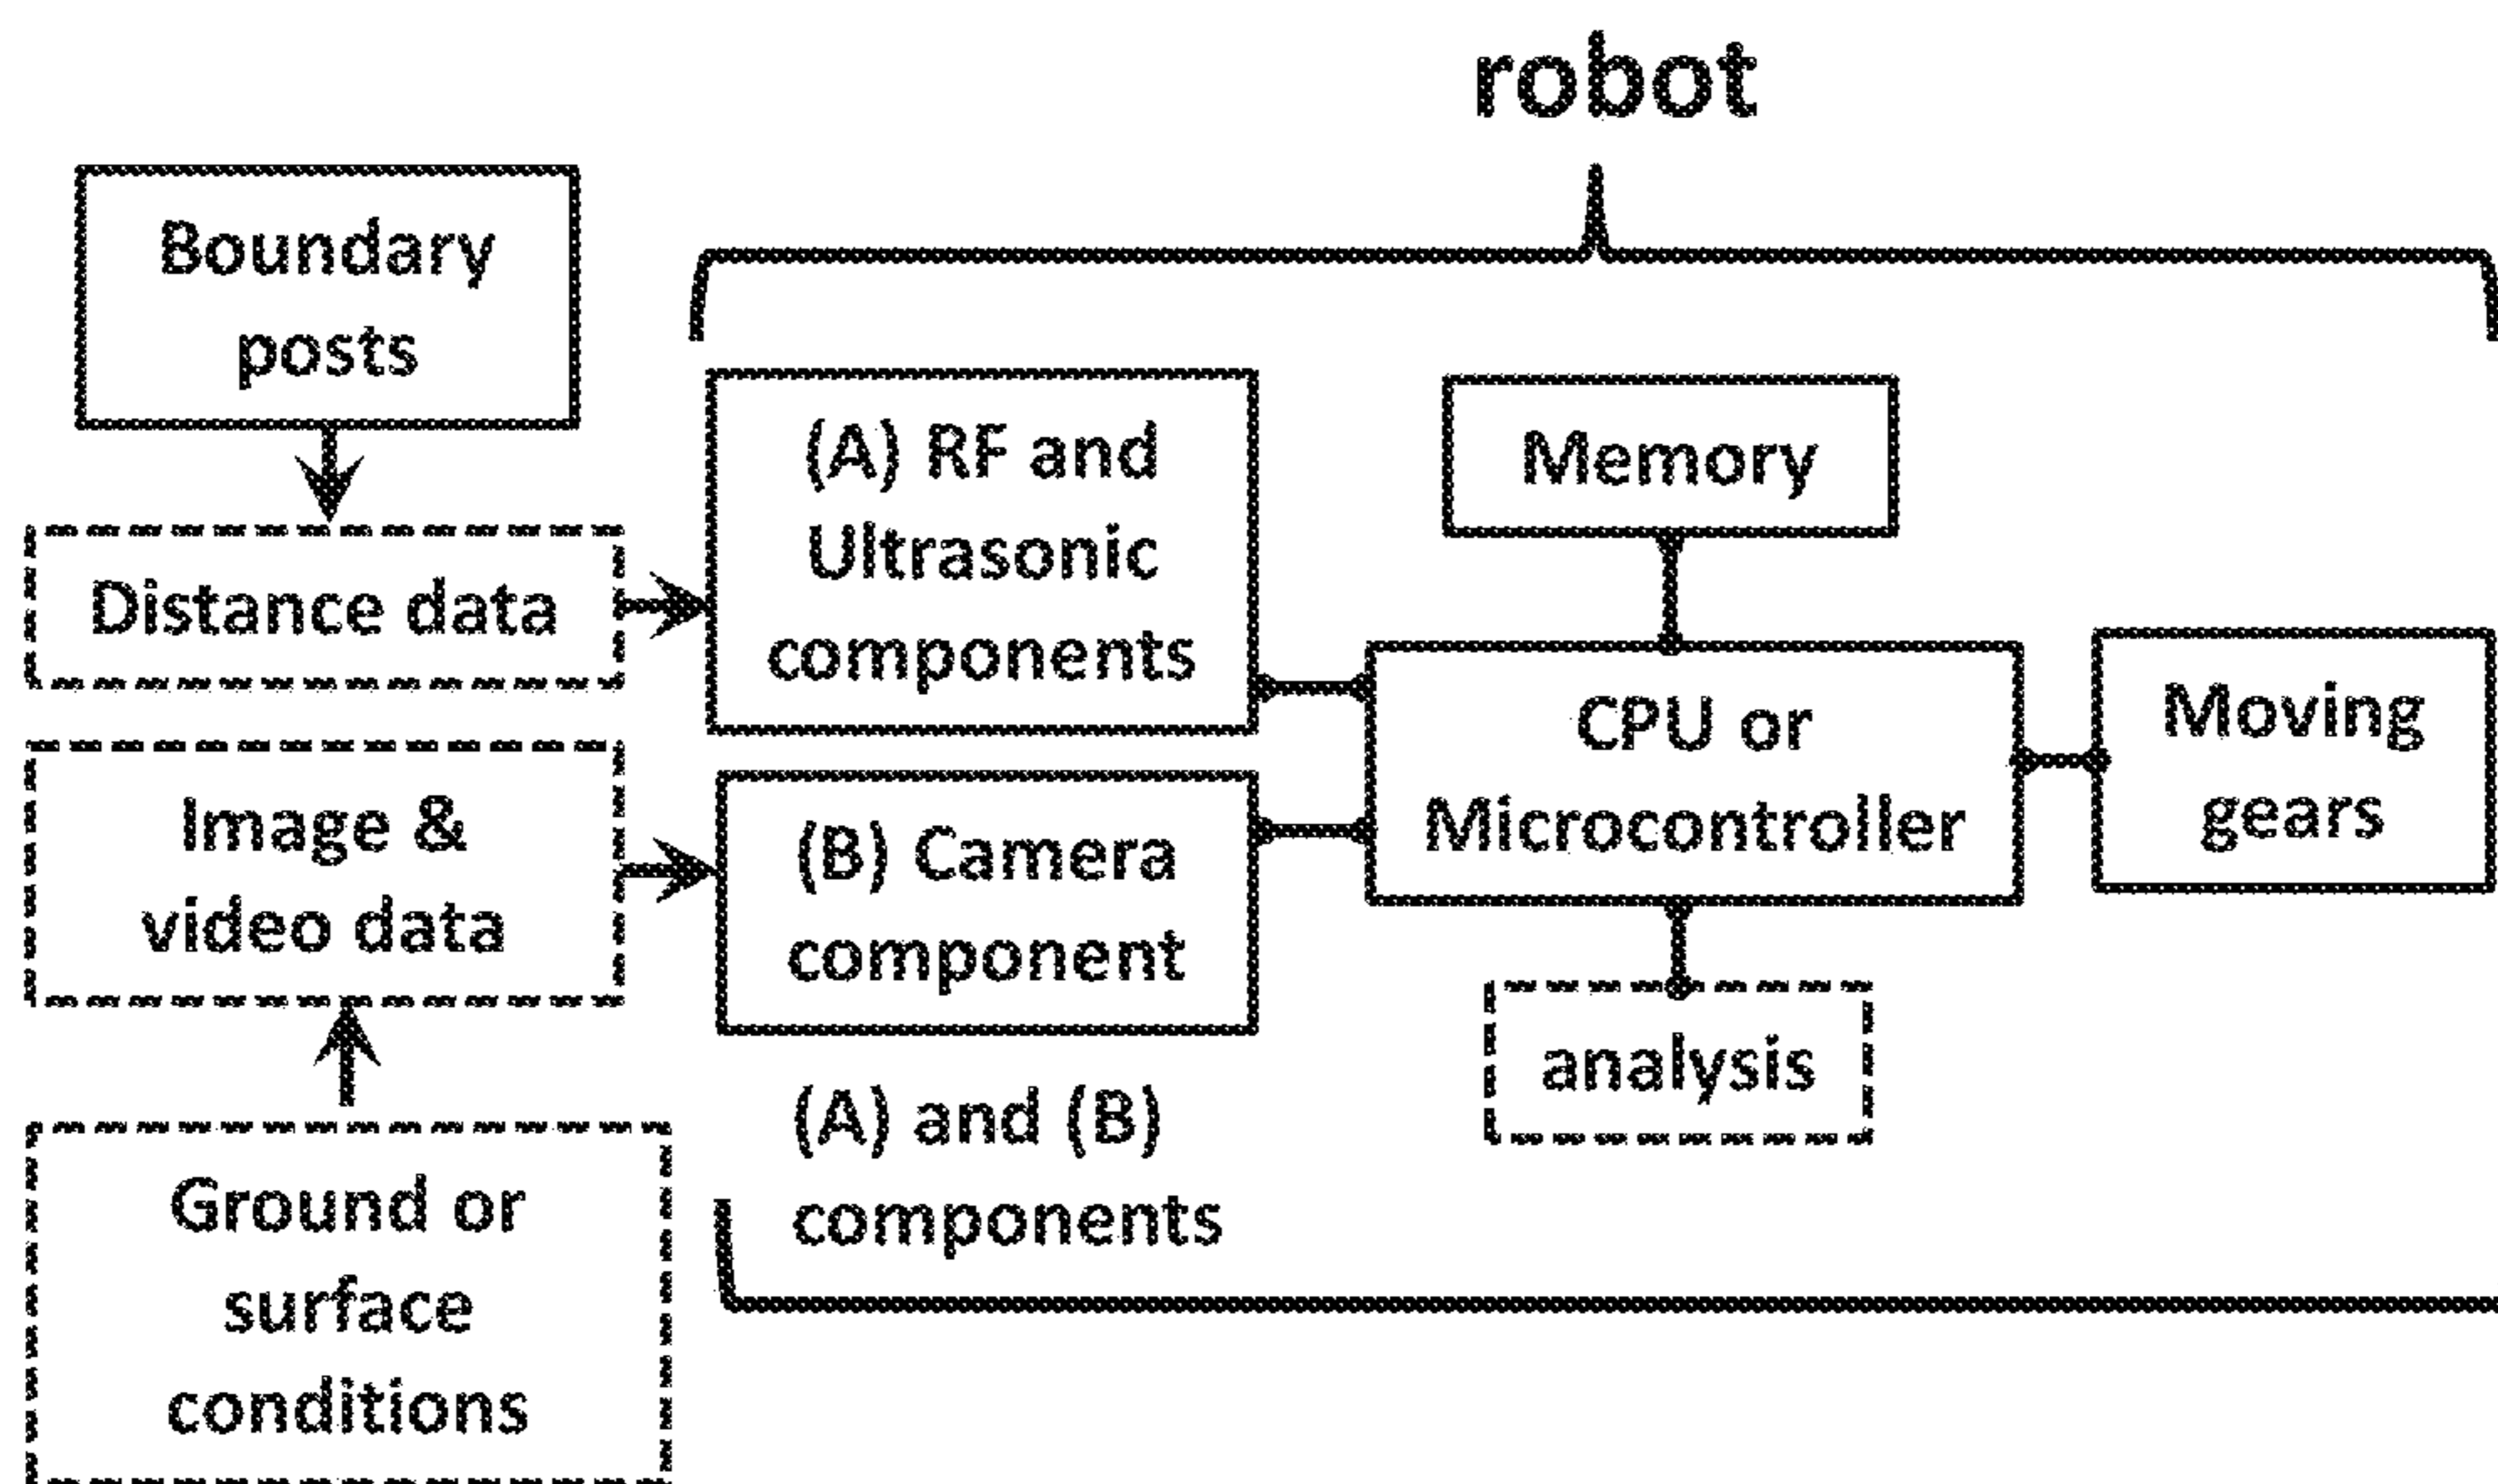 robot
Boundary
posts
Distance data
Image &
video data
Ground or
surface
conditions
(A) RF and
Ultrasonic
components
(B) Camera
component
(A) and (B)
components
Memory
CPU or
Microcontroller
analysis
Moving
gears